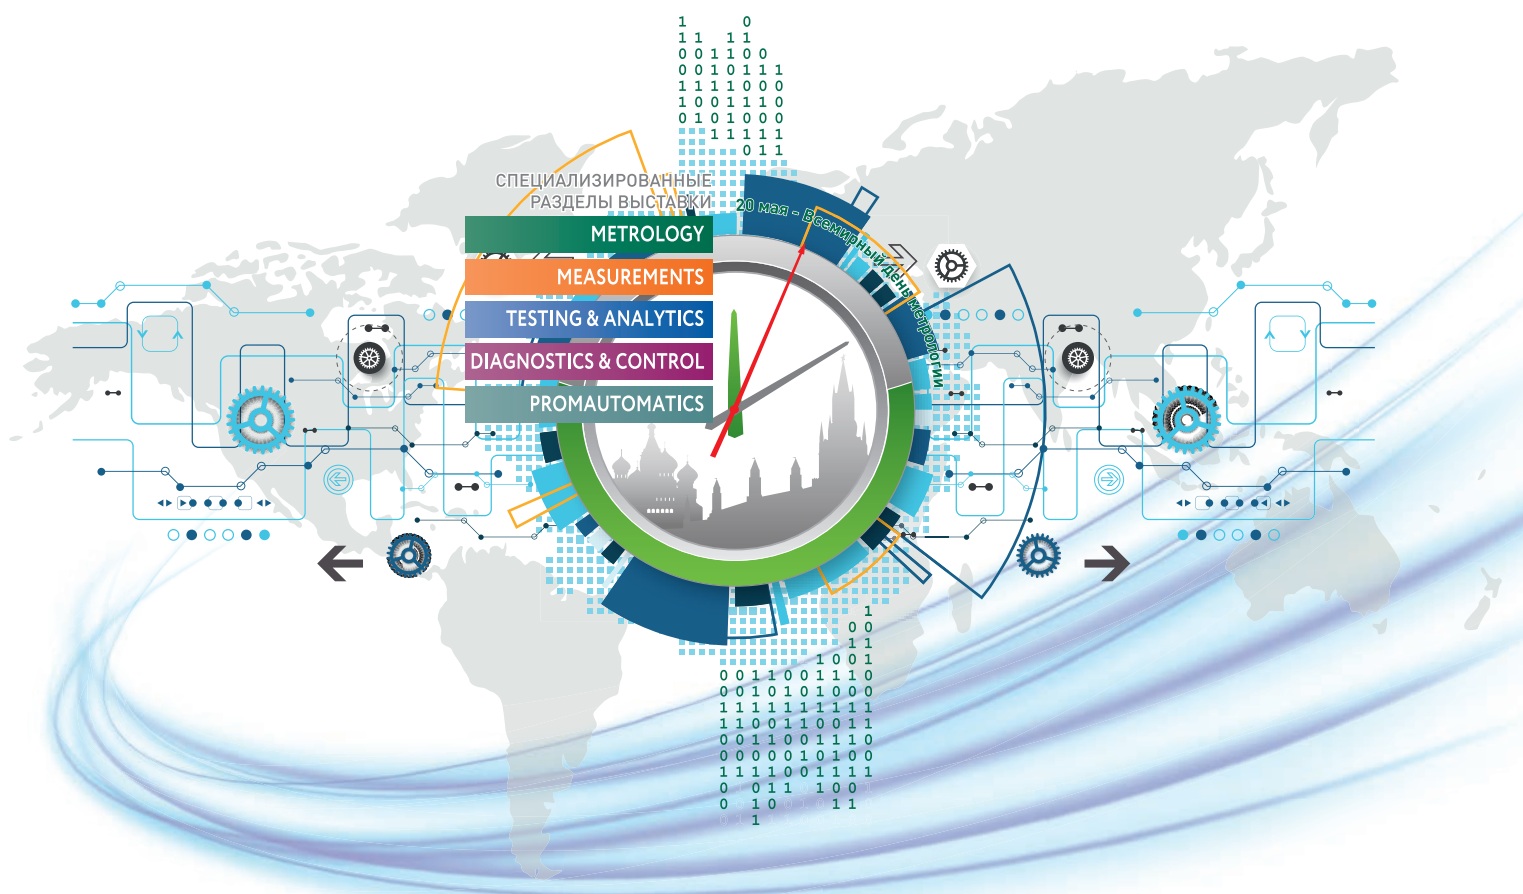 СПЕЦИАЛИЗИРОВАННЫЕ
РАЗДЕЛЫ ВЫСТАВКИ
METROLOGY
MEASUREMENTS
TESTING & ANALYTICS
DIAGNOSTICS & CONTROL
PROMAUTOMATICS
20 мая - Всемирный день метрологии